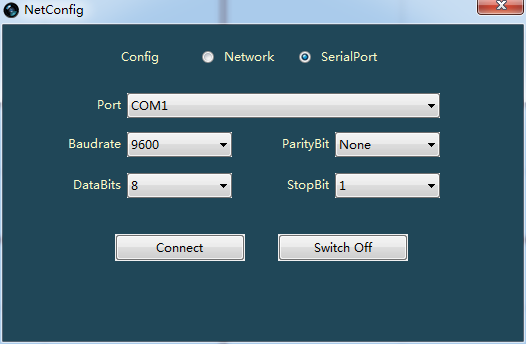 NetConfig
Config Network SerialPort
Port COM1
Baudrate 9600 ParityBit None
DataBits 8 StopBit 1
Connect Switch Off